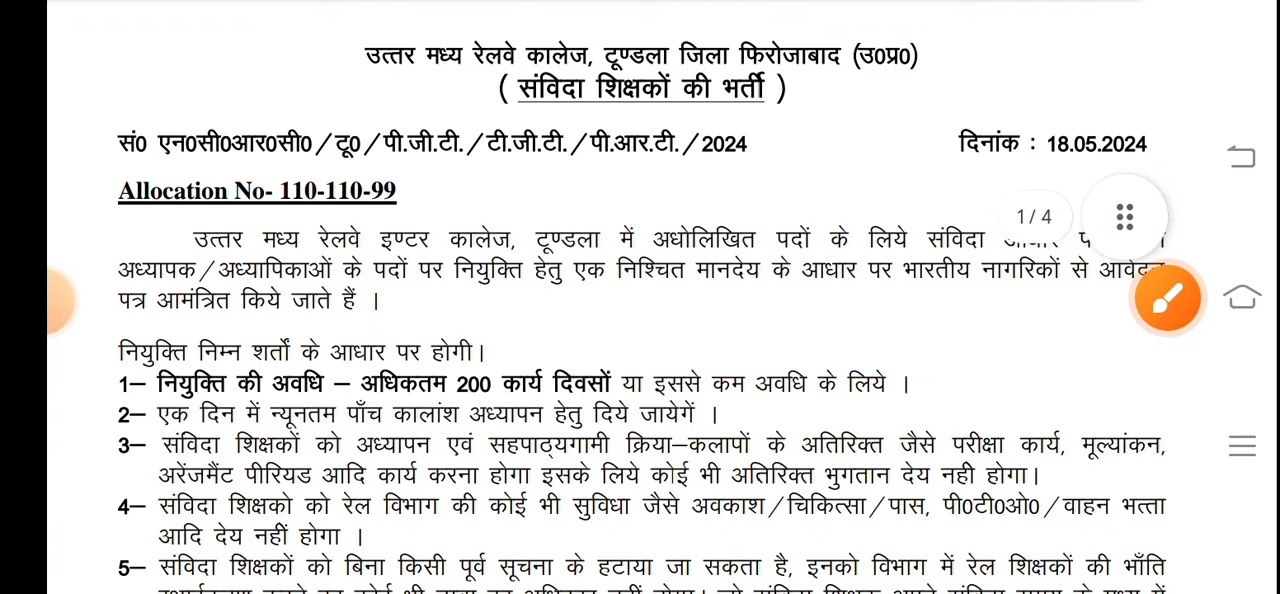 उत्तर मध्य रेलवे कालेज, टूण्डला जिला फिरोजाबाद (उ0प्र0)
( संविदा शिक्षकों की भर्ती )
सं0 एन0सी0आर0सी0/टू0/पी.जी.टी./टी.जी.टी./पी.आर.टी./2024 दिनांक : 18.05.2024
Allocation No- 110-110-99
1/4
उत्तर मध्य रेलवे इण्टर कालेज, टूण्डला में अधोलिखित पदों के लिये संविदा
अध्यापक/अध्यापिकाओं के पदों पर नियुक्ति हेतु एक निश्चित मानदेय के आधार पर भारतीय नागरिकों से आवेदन
पत्र आमंत्रित किये जाते हैं ।
नियुक्ति निम्न शर्तों के आधार पर होगी।
1– नियुक्ति की अवधि – अधिकतम 200 कार्य दिवसों या इससे कम अवधि के लिये ।
2– एक दिन में न्यूनतम पाँच कालांश अध्यापन हेतु दिये जायेगें ।
3– संविदा शिक्षकों को अध्यापन एवं सहपाठ्यगामी क्रिया–कलापों के अतिरिक्त जैसे परीक्षा कार्य, मूल्यांकन,
अरेंजमैंट पीरियड आदि कार्य करना होगा इसके लिये कोई भी अतिरिक्त भुगतान देय नही होगा।
4– संविदा शिक्षको को रेल विभाग की कोई भी सुविधा जैसे अवकाश/चिकित्सा/पास, पी0टी0ओ0/वाहन भत्ता
आदि देय नहीं होगा ।
5– संविदा शिक्षकों को बिना किसी पूर्व सूचना के हटाया जा सकता है, इनको विभाग में रेल शिक्षकों की भाँति